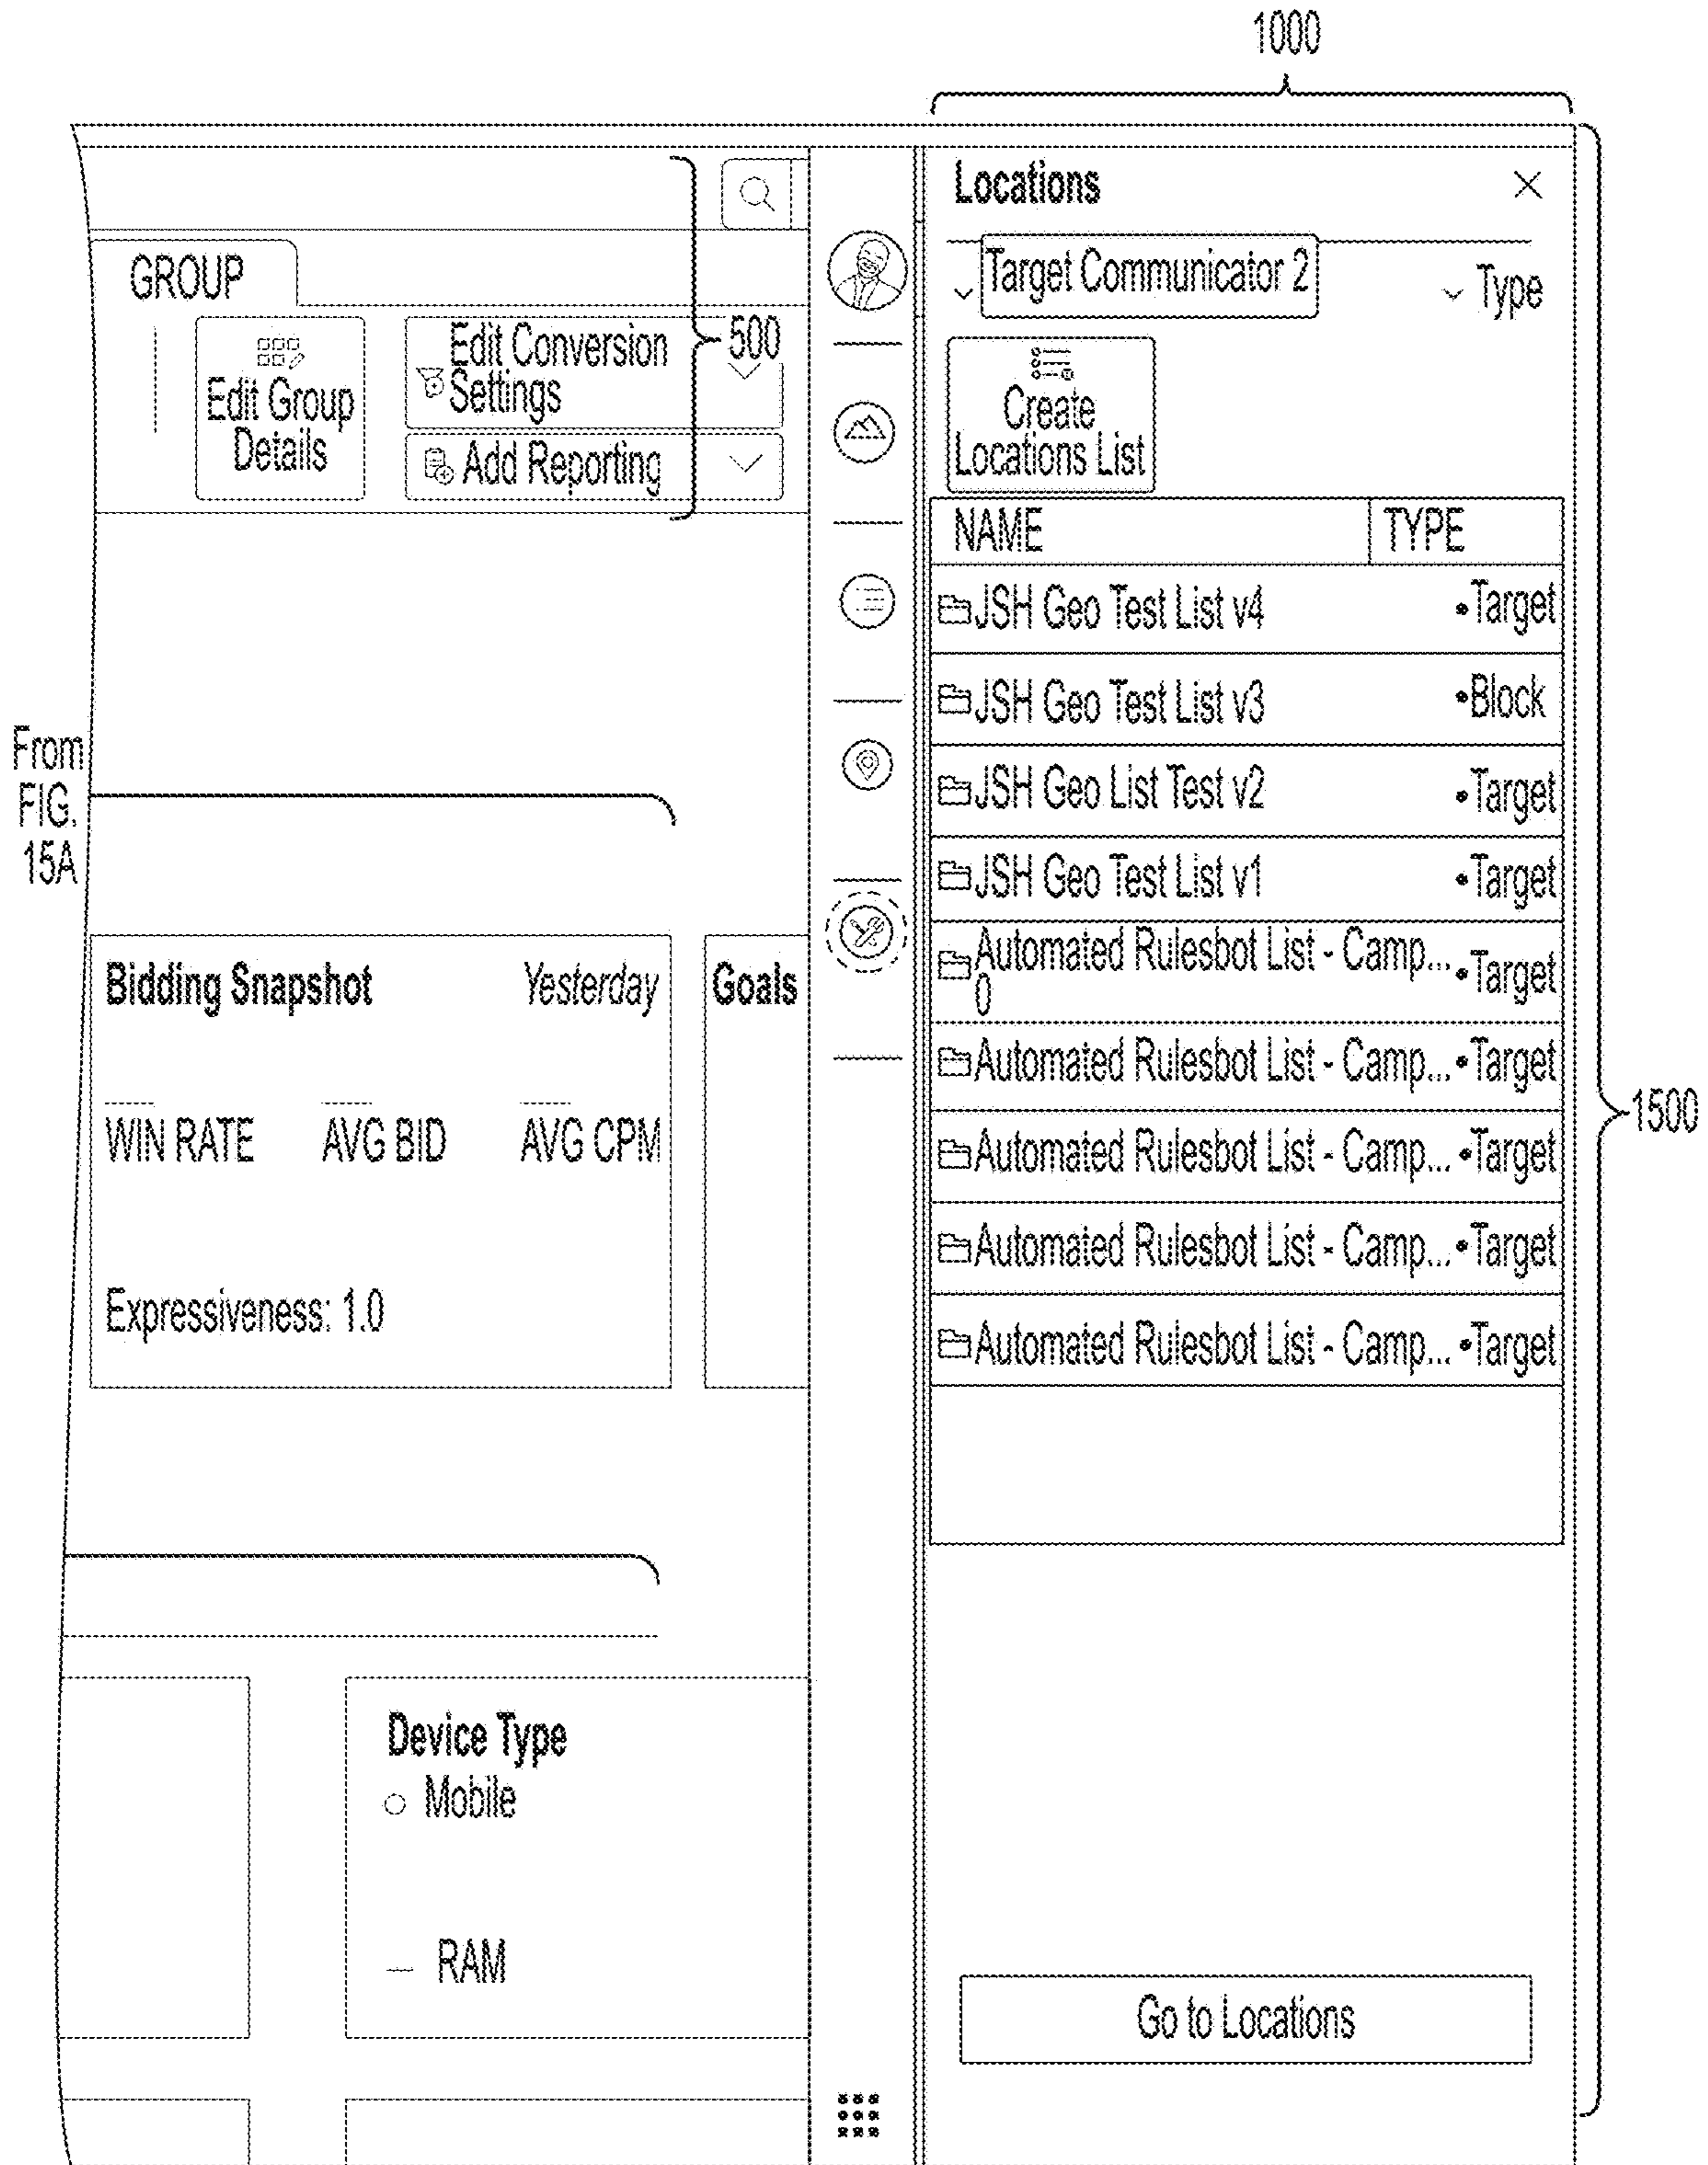 1000
Locations
Target Communicator 2
Type
GROUP
500
Edit Group
Details
Edit Conversion
Settings
Add Reporting
Create
Locations List
NAME TYPE
JSH Geo Test List v4 •Target
JSH Geo Test List v3 •Block
JSH Geo List Test v2 •Target
JSH Geo Test List v1 •Target
Automated Rulesbot List - Camp... •Target
0
Automated Rulesbot List - Camp... •Target
Automated Rulesbot List - Camp... •Target
Automated Rulesbot List - Camp... •Target
Automated Rulesbot List - Camp... •Target
From
FIG.
15A
Bidding Snapshot Yesterday
WIN RATE AVG BID AVG CPM
Expressiveness: 1.0
Goals
1500
Device Type
Mobile
RAM
Go to Locations